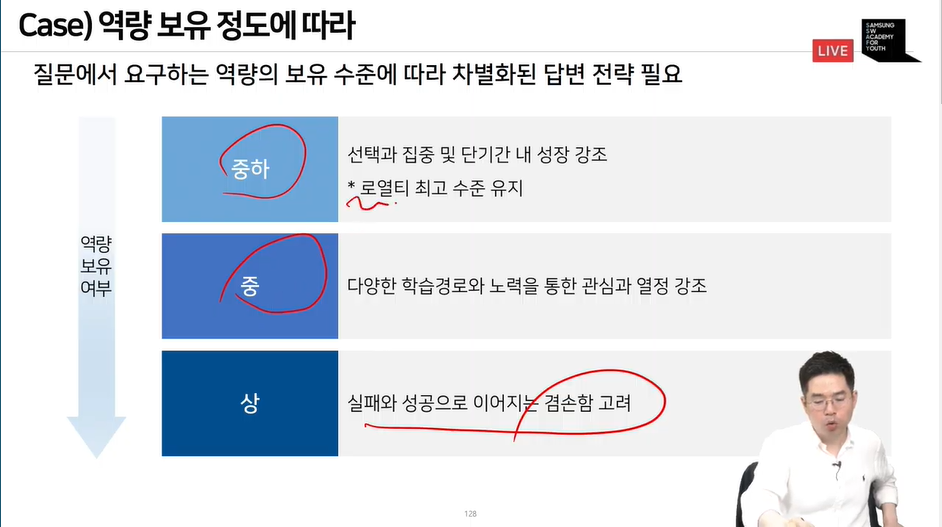 Case) 역량 보유 정도에 따라
LIVE
SAMSUNG
SW
ACADEMY
FOR
YOUTH
질문에서 요구하는 역량의 보유 수준에 따라 차별화된 답변 전략 필요
역량
보유
여부
중하
선택과 집중 및 단기간 내 성장 강조
* 로열티 최고 수준 유지
중
다양한 학습경로와 노력을 통한 관심과 열정 강조
상
실패와 성공으로 이어지는 겸손함 고려
128